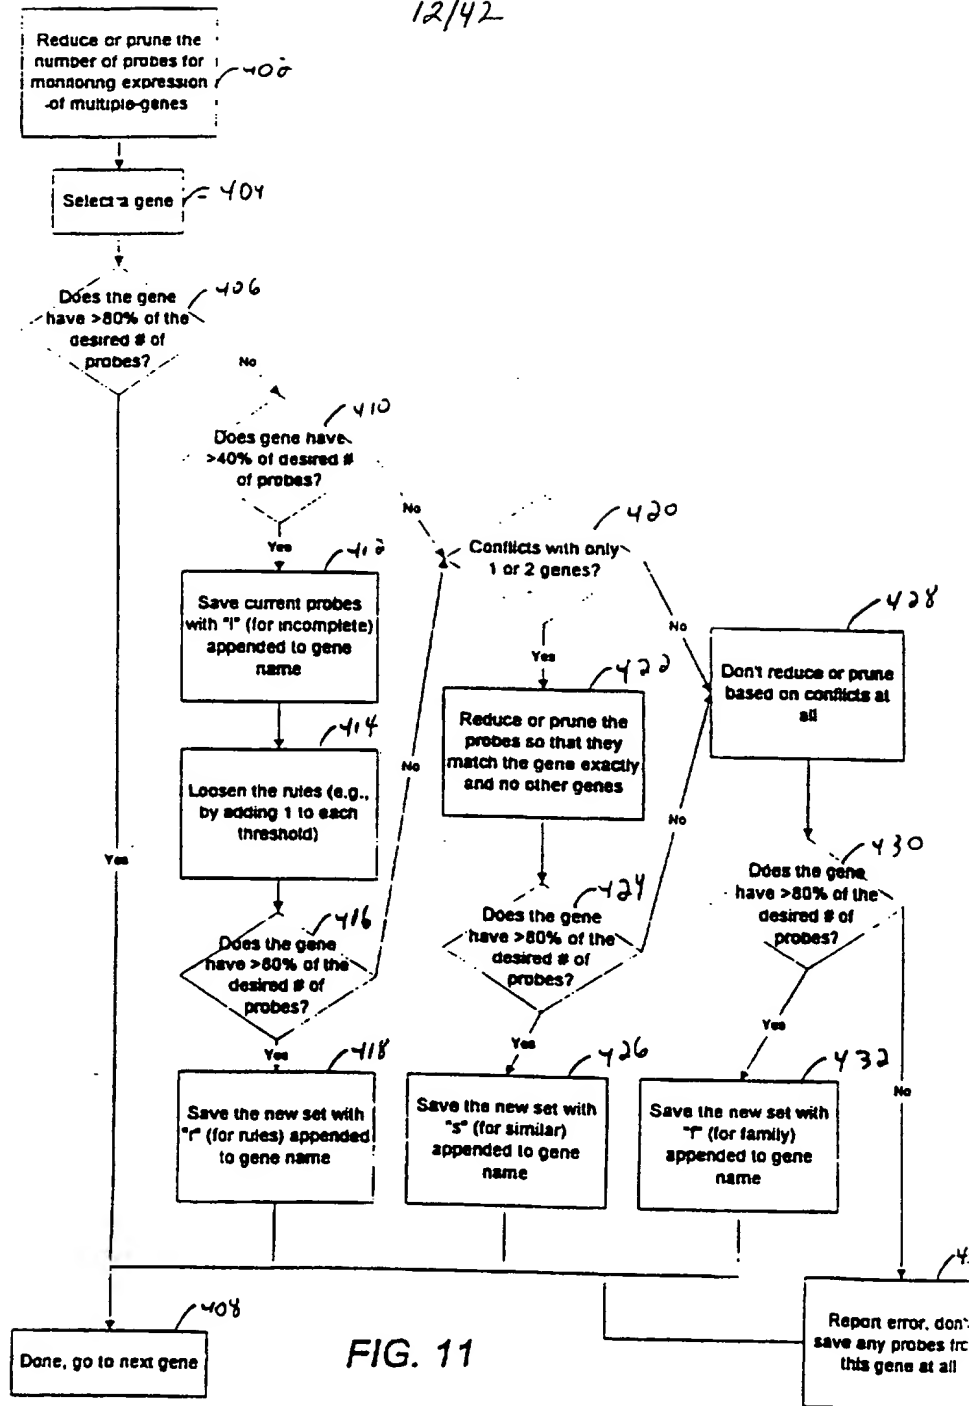 12/42
Reduce or prune the
number of probes for
monitoring expression
of multiple genes
402
Select a gene
404
Does the gene
have >80% of the
desired # of
probes?
406
No
Does gene have
>40% of desired #
of probes?
410
No
Yes
Save current probes
with "I" (for incomplete)
appended to gene
name
412
Loosen the rules (e.g.,
by adding 1 to each
threshold)
414
No
Does the gene
have >80% of the
desired # of
probes?
416
Yes
Save the new set with
"r" (for rules) appended
to gene name
418
Conflicts with only
1 or 2 genes?
420
No
Yes
Reduce or prune the
probes so that they
match the gene exactly
and no other genes
422
No
Does the gene
have >80% of the
desired # of
probes?
424
Yes
Save the new set with
"s" (for similar)
appended to gene
name
426
Don't reduce or prune
based on conflicts at
all
428
Does the gene
have >80% of the
desired # of
probes?
430
Yes
No
Save the new set with
"f" (for family)
appended to gene
name
432
Yes
Report error, don't
save any probes
this gene at all
Done, go to next gene
408
FIG. 11